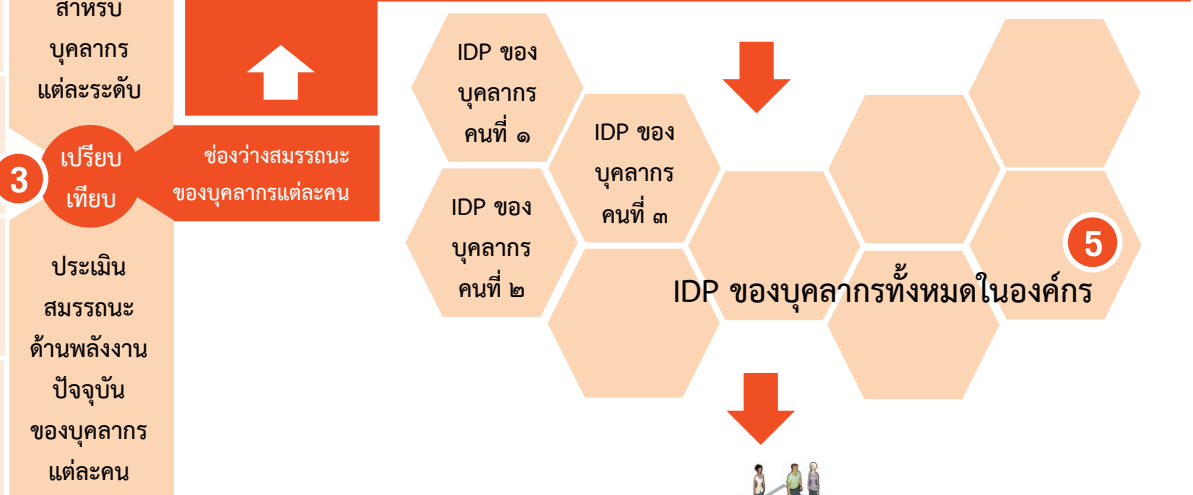 สำหรับ
บุคลากร
แต่ละระดับ
3
เปรียบ
เทียบ
ช่องว่างสมรรถนะ
ของบุคลากรแต่ละคน
ประเมิน
สมรรถนะ
ด้านพลังงาน
ปัจจุบัน
ของบุคลากร
แต่ละคน
IDP ของ
บุคลากร
คนที่ ๑
IDP ของ
บุคลากร
คนที่ ๒
IDP ของ
บุคลากร
คนที่ ๓
5
IDP ของบุคลากรทั้งหมดในองค์กร